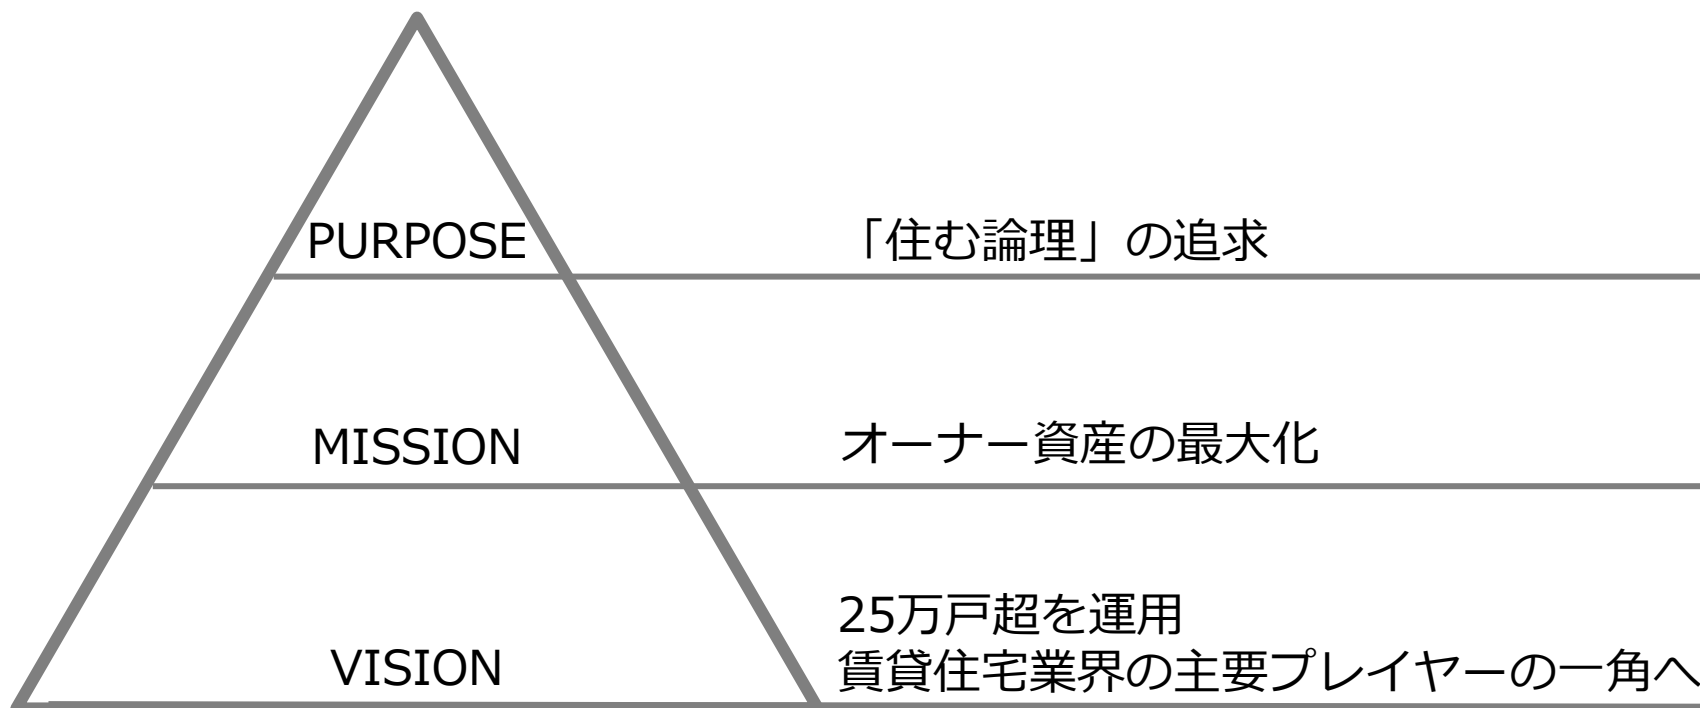 PURPOSE
「住む論理」の追求
MISSION
オーナー資産の最大化
VISION
25万戸超を運用
賃貸住宅業界の主要プレイヤーの一角へ